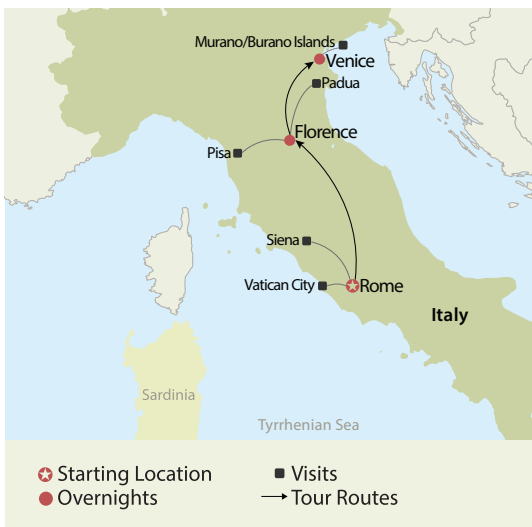 Murano/Burano Islands
Venice
Padua
Florence
Pisa
Siena
Vatican City
Rome
Italy
Sardinia
Tyrrhenian Sea
Starting Location
Visits
Overnights
Tour Routes